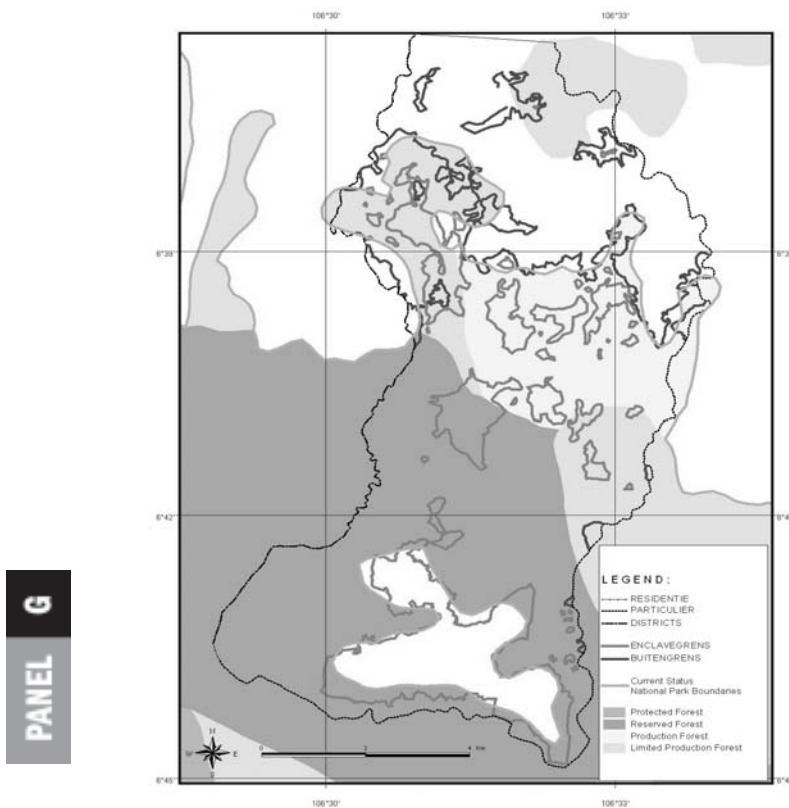 106°30'
106°33'
6°39
6°3
6°42
6°4
LEGEND:
RESIDENTIE
PARTICULIER
DISTRICTS
ENCLAVEGRENS
BUITENGRENS
Current Status
National Park Boundaries
Protected Forest
Reserved Forest
Production Forest
Limited Production Forest
N
W
E
S
0
2
4 Km
6°45
6°4
106°30'
106°33'
PANEL G